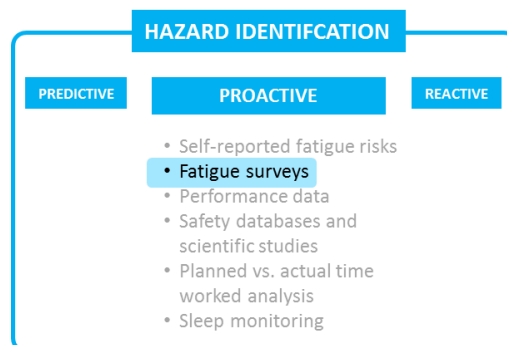 HAZARD IDENTIFCATION
PREDICTIVE
PROACTIVE
REACTIVE
• Self-reported fatigue risks
• Fatigue surveys
• Performance data
• Safety databases and
scientific studies
• Planned vs. actual time
worked analysis
• Sleep monitoring